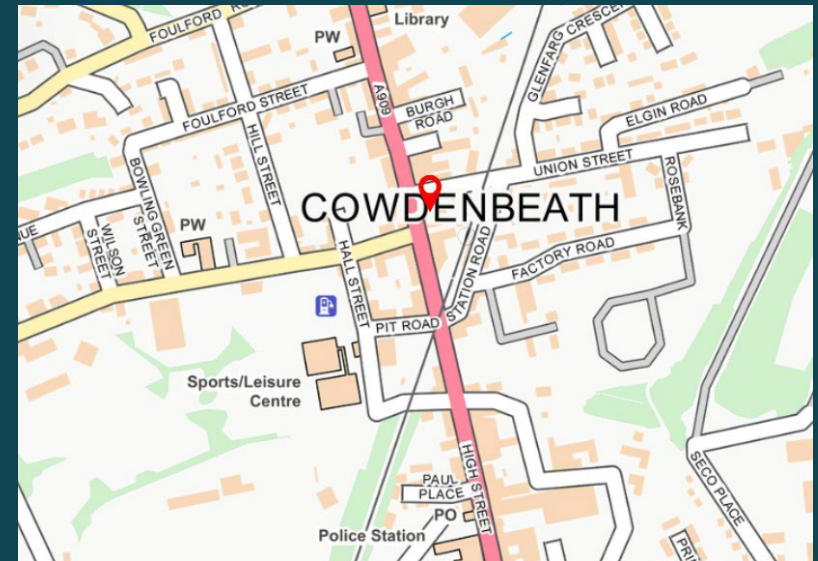 Library
FOULFORD
PW
GLENFARG CRESCENT
A909
BURGH
ROAD
ELGIN ROAD
FOULFORD STREET
HILL STREET
UNION STREET
BOWLING GREEN
STREET
ROSEBANK
COWDENBEATH
PW
WILSON
STREET
HALL STREET
STATION ROAD
FACTORY ROAD
PIT ROAD
Sports/Leisure
Centre
HIGH STREET
SECO PLACE
PAUL
PLACE
PO
Police Station